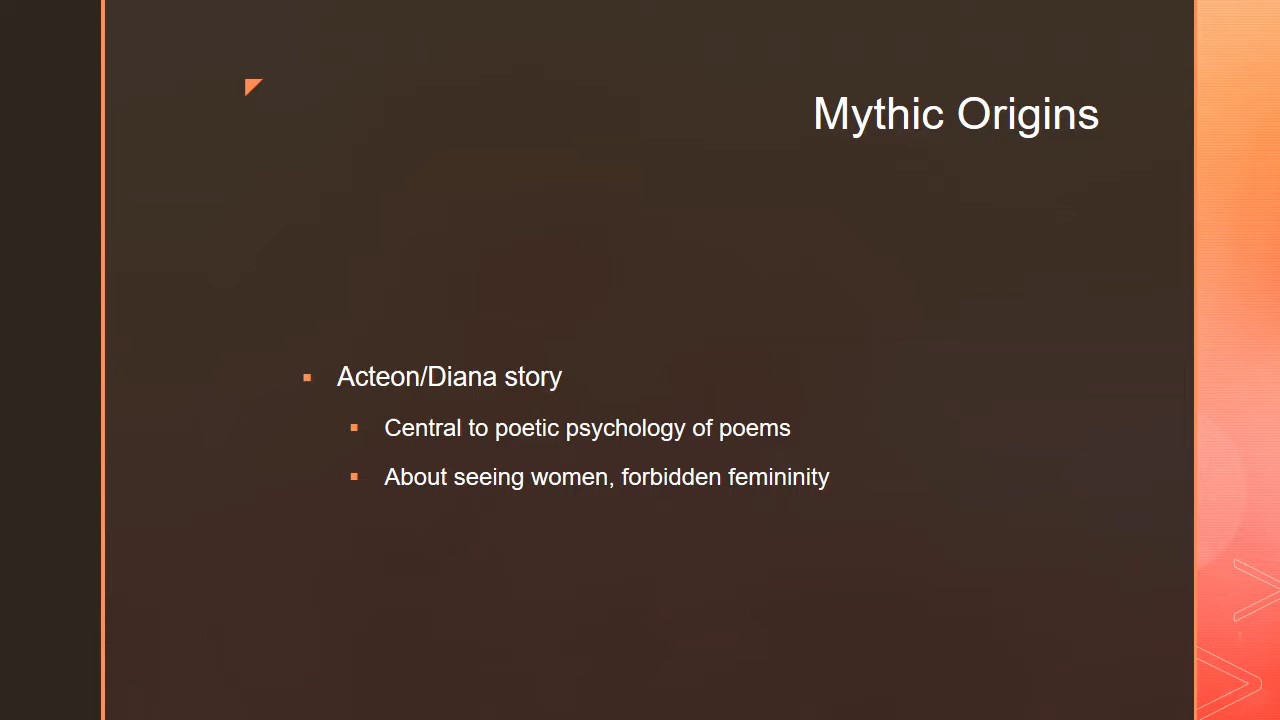 Mythic Origins
Acteon/Diana story
Central to poetic psychology of poems
About seeing women, forbidden femininity